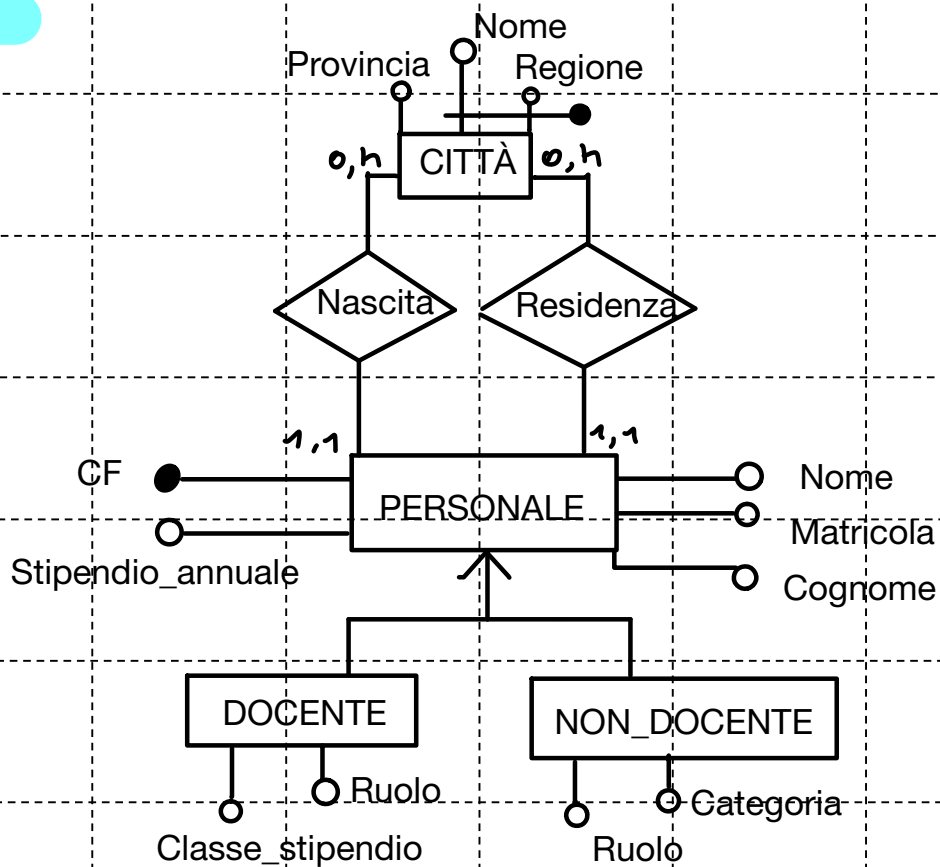 Nome
Provincia
Regione
0,n
CITTÀ
0,n
Nascita
Residenza
1,1
1,1
CF
Nome
PERSONALE
Matricola
Stipendio_annuale
Cognome
DOCENTE
NON_DOCENTE
Ruolo
Categoria
Classe_stipendio
Ruolo